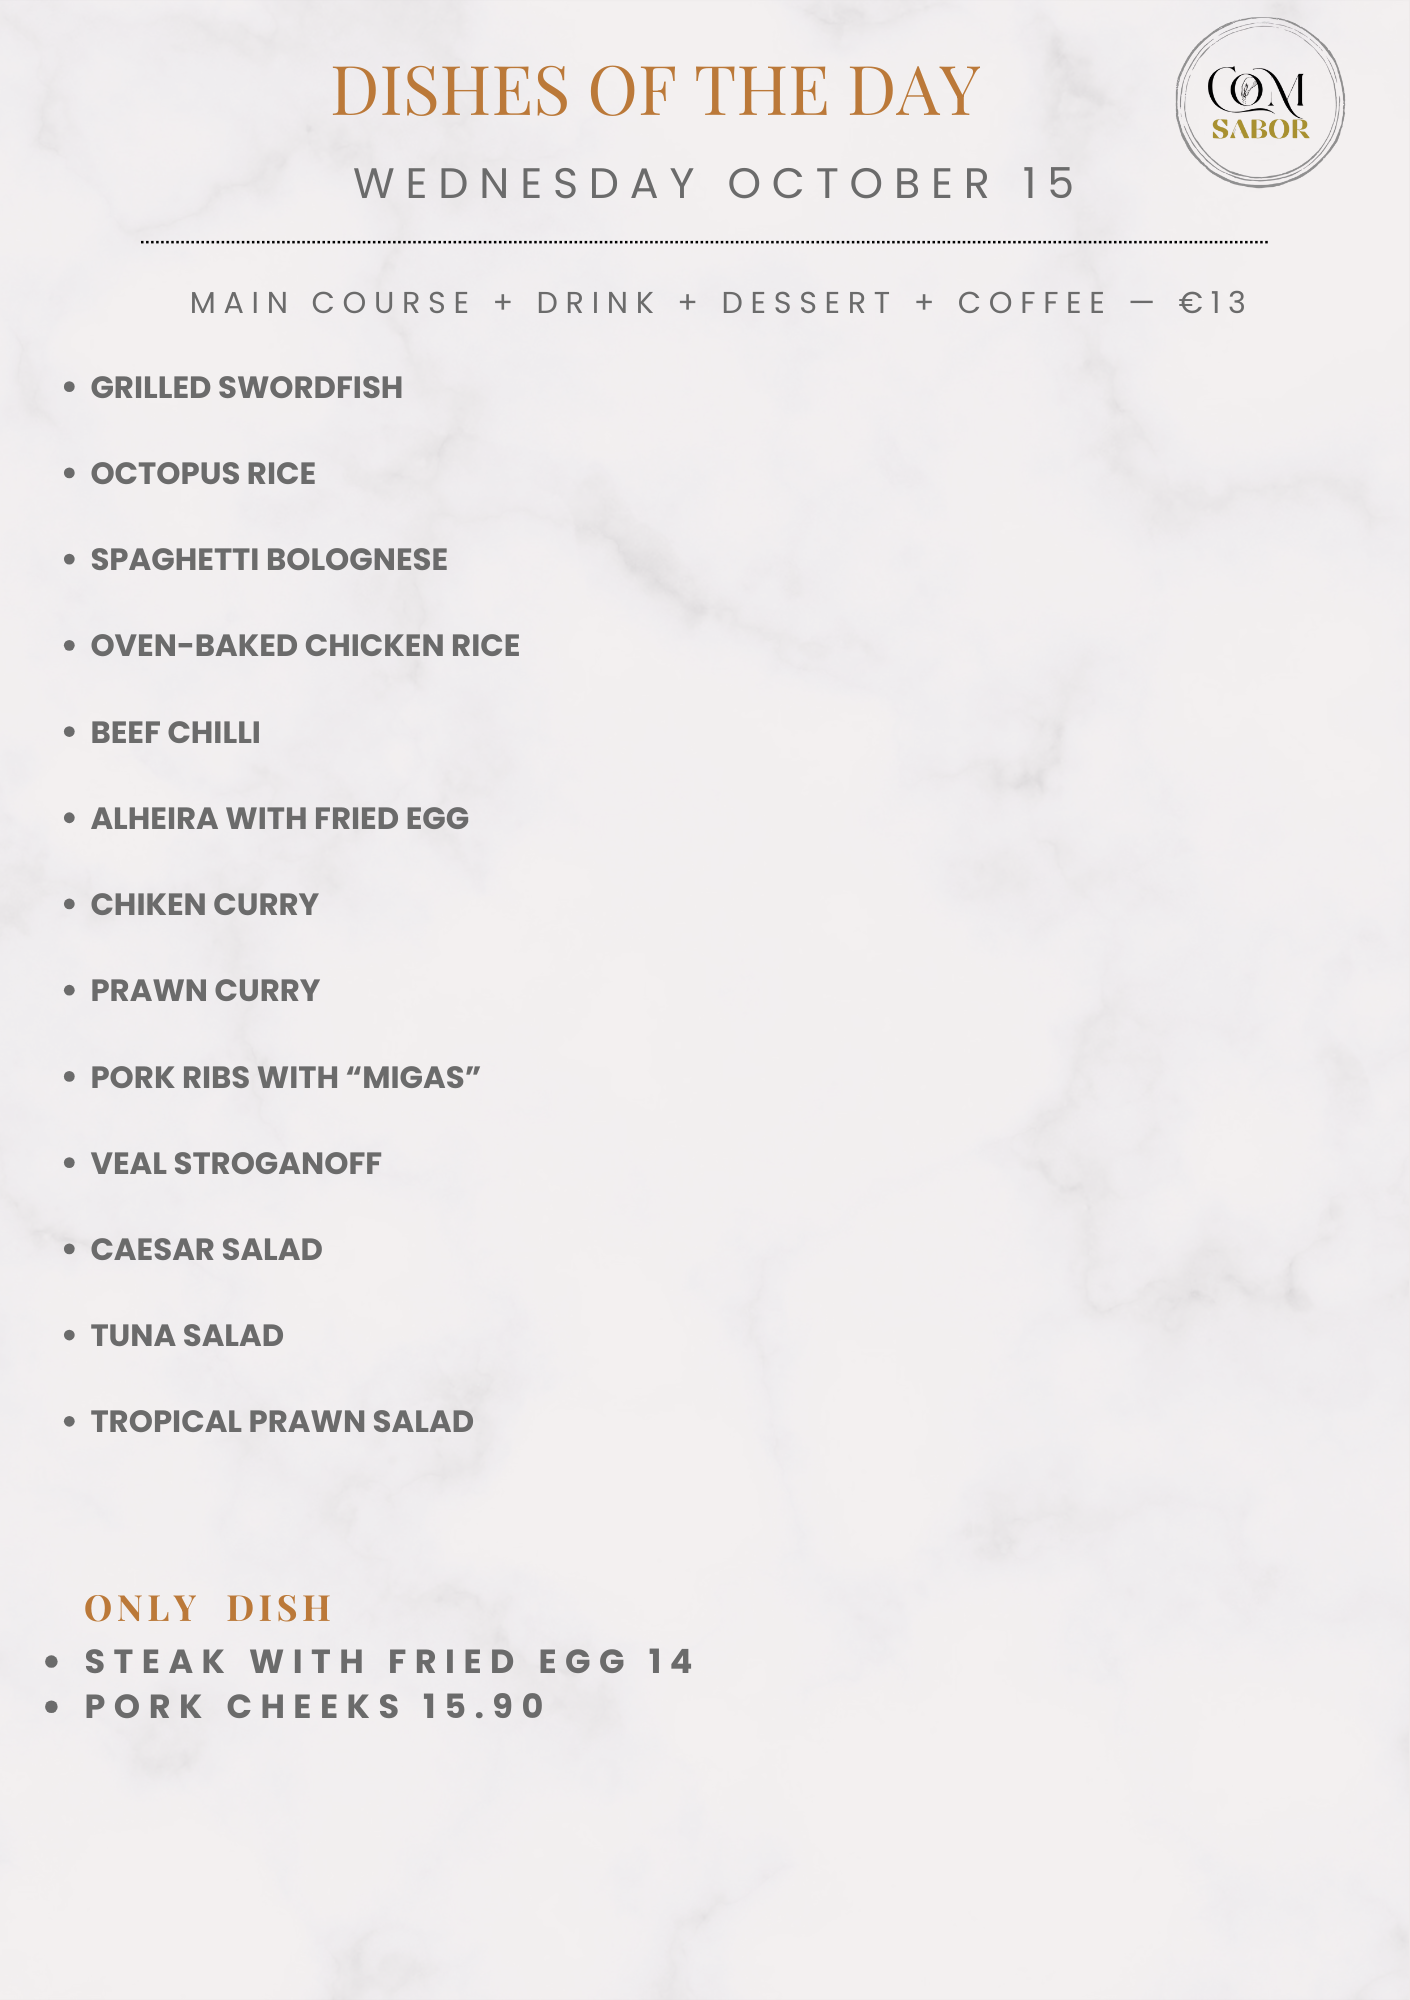 DISHES OF THE DAY
COM
SABOR
WEDNESDAY OCTOBER 15
MAIN COURSE + DRINK + DESSERT + COFFEE — €13
• GRILLED SWORDFISH
• OCTOPUS RICE
• SPAGHETTI BOLOGNESE
• OVEN-BAKED CHICKEN RICE
• BEEF CHILLI
• ALHEIRA WITH FRIED EGG
• CHIKEN CURRY
• PRAWN CURRY
• PORK RIBS WITH “MIGAS”
• VEAL STROGANOFF
• CAESAR SALAD
• TUNA SALAD
• TROPICAL PRAWN SALAD
ONLY DISH
• STEAK WITH FRIED EGG 14
• PORK CHEEKS 15.90